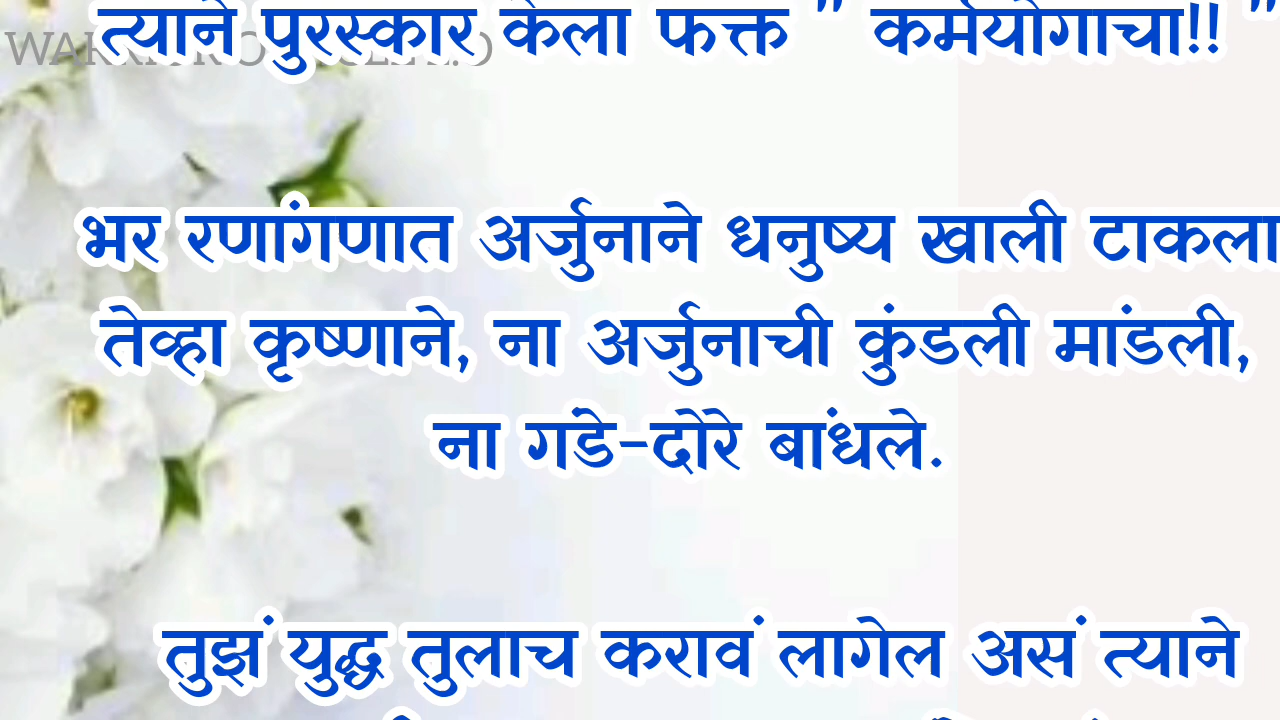 त्याने पुरस्कार केला फक्त " कर्मयोगाचा!! "
भर रणांगणात अर्जुनाने धनुष्य खाली टाकला
तेव्हा कृष्णाने, ना अर्जुनाची कुंडली मांडली,
ना गंडे-दोरे बांधले.
तुझं युद्ध तुलाच करावं लागेल असं त्याने